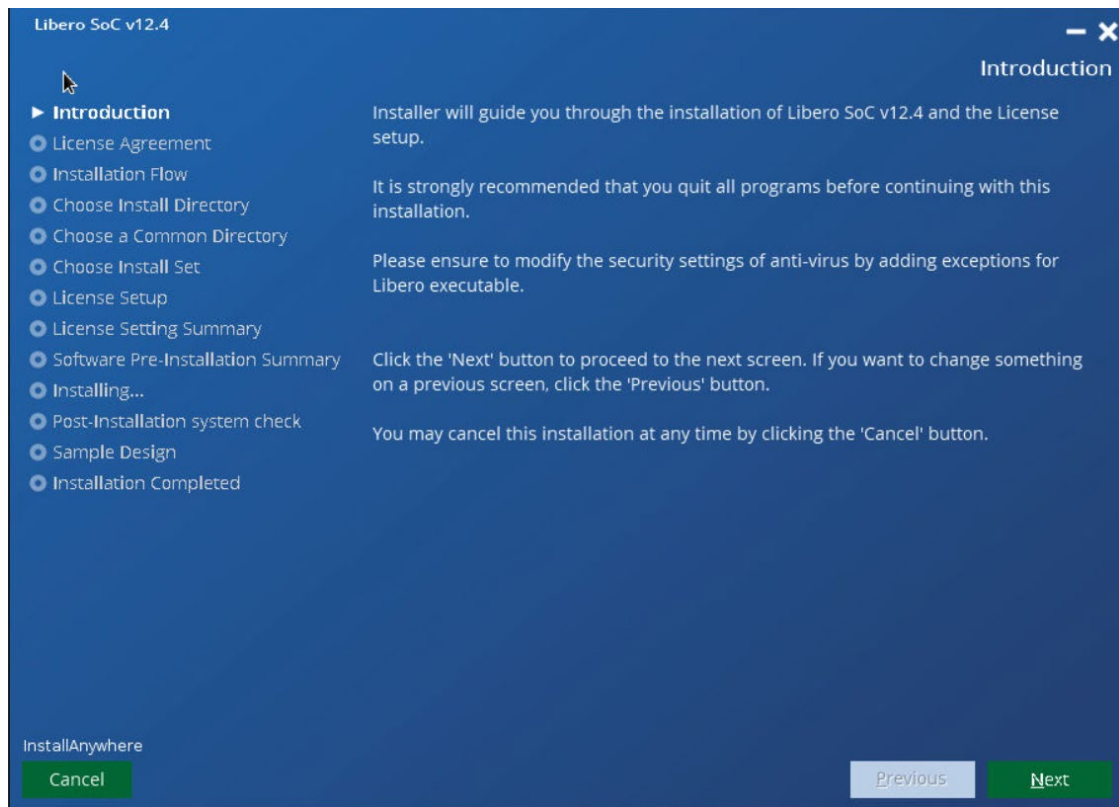 Libero SoC v12.4
Introduction
Introduction
License Agreement
Installation Flow
Choose Install Directory
Choose a Common Directory
Choose Install Set
License Setup
License Setting Summary
Software Pre-Installation Summary
Installing...
Post-Installation system check
Sample Design
Installation Completed
Installer will guide you through the installation of Libero SoC v12.4 and the License
setup.
It is strongly recommended that you quit all programs before continuing with this
installation.
Please ensure to modify the security settings of anti-virus by adding exceptions for
Libero executable.
Click the 'Next' button to proceed to the next screen. If you want to change something
on a previous screen, click the 'Previous' button.
You may cancel this installation at any time by clicking the 'Cancel' button.
InstallAnywhere
Cancel
Previous
Next